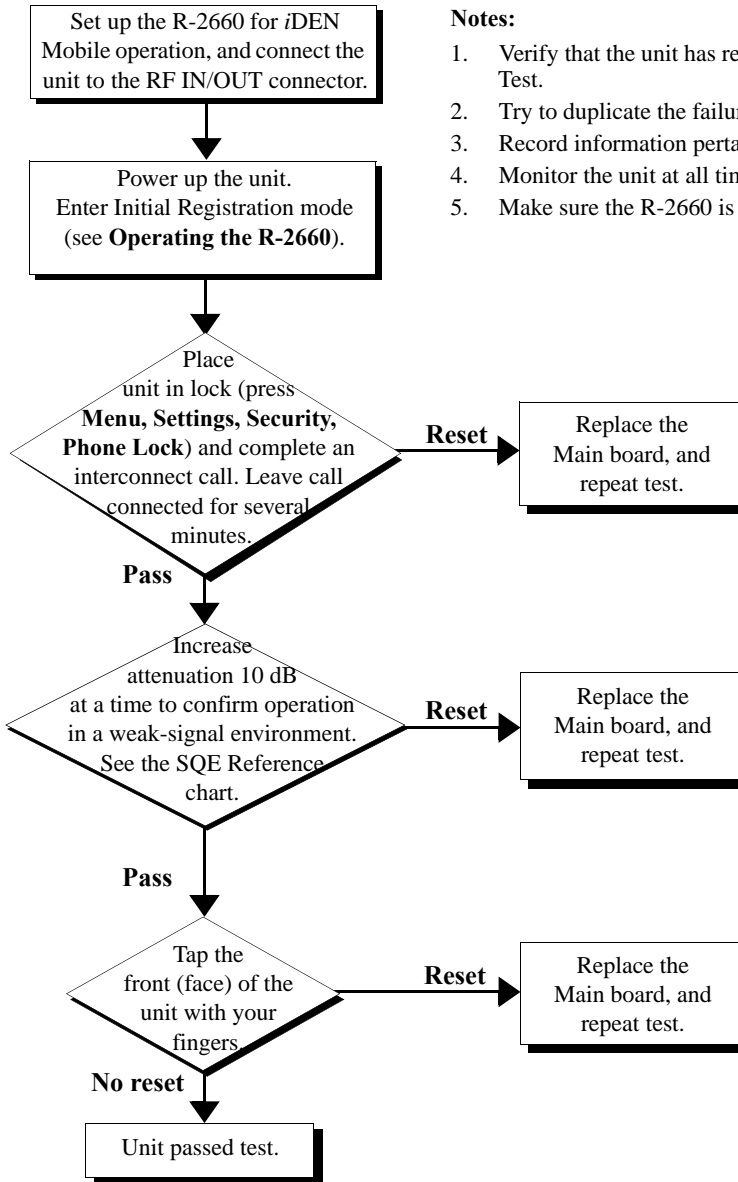 Set up the R-2660 for iDEN
Mobile operation, and connect the
unit to the RF IN/OUT connector.
Power up the unit.
Enter Initial Registration mode
(see Operating the R-2660).
Notes:
1. Verify that the unit has
Test.
2. Try to duplicate the
3. Record information
4. Monitor the unit at all
5. Make sure the R-2660 is
Place
unit in lock (press
Menu, Settings, Security,
Phone Lock) and complete an
interconnect call. Leave call
connected for several
minutes.
Reset
Replace the
Main board, and
repeat test.
Pass
Increase
attenuation 10 dB
at a time to confirm operation
in a weak-signal environment.
See the SQE Reference
chart.
Reset
Replace the
Main board, and
repeat test.
Pass
Tap the
front (face) of the
unit with your
fingers.
Reset
Replace the
Main board, and
repeat test.
No reset
Unit passed test.